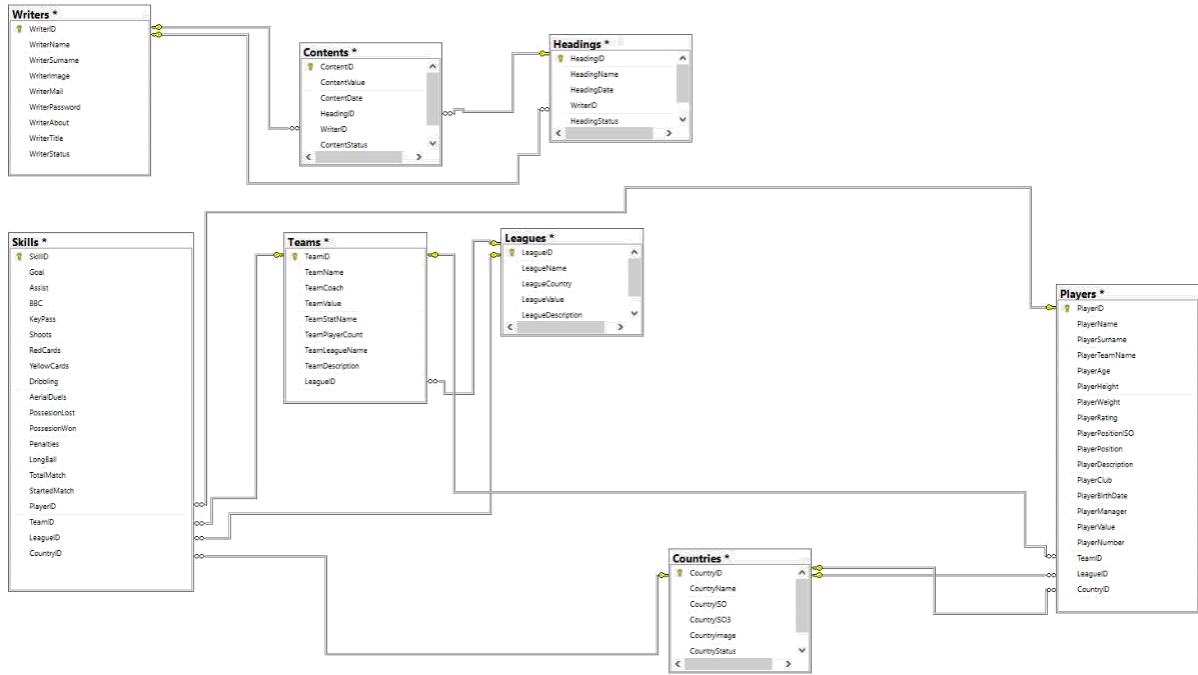 Writers *
WriterID
WriterName
WriterSurname
WriterImage
WriterMail
WriterPassword
WriterAbout
WriterTitle
WriterStatus
Contents *
ContentID
ContentValue
ContentDate
HeadingID
WriterID
ContentStatus
Headings *
HeadingID
HeadingName
HeadingDate
WriterID
HeadingStatus
Skills *
SkillID
Goal
Assist
BBC
KeyPass
Shoots
RedCards
YellowCards
Dribbling
AerialDuels
PossesionLost
PossesionWon
Penalties
LongBall
TotalMatch
StartedMatch
PlayerID
TeamID
LeagueID
CountryID
Teams *
TeamID
TeamName
TeamCoach
TeamValue
TeamStatName
TeamPlayerCount
TeamLeagueName
TeamDescription
LeagueID
Leagues *
LeagueID
LeagueName
LeagueCountry
LeagueValue
LeagueDescription
Players *
PlayerID
PlayerName
PlayerSurname
PlayerTeamName
PlayerAge
PlayerHeight
PlayerWeight
PlayerRating
PlayerPositionISO
PlayerPosition
PlayerDescription
PlayerClub
PlayerBirthDate
PlayerManager
PlayerValue
PlayerNumber
TeamID
LeagueID
CountryID
Countries *
CountryID
CountryName
CountryISO
CountryISO3
CountryImage
CountryStatus